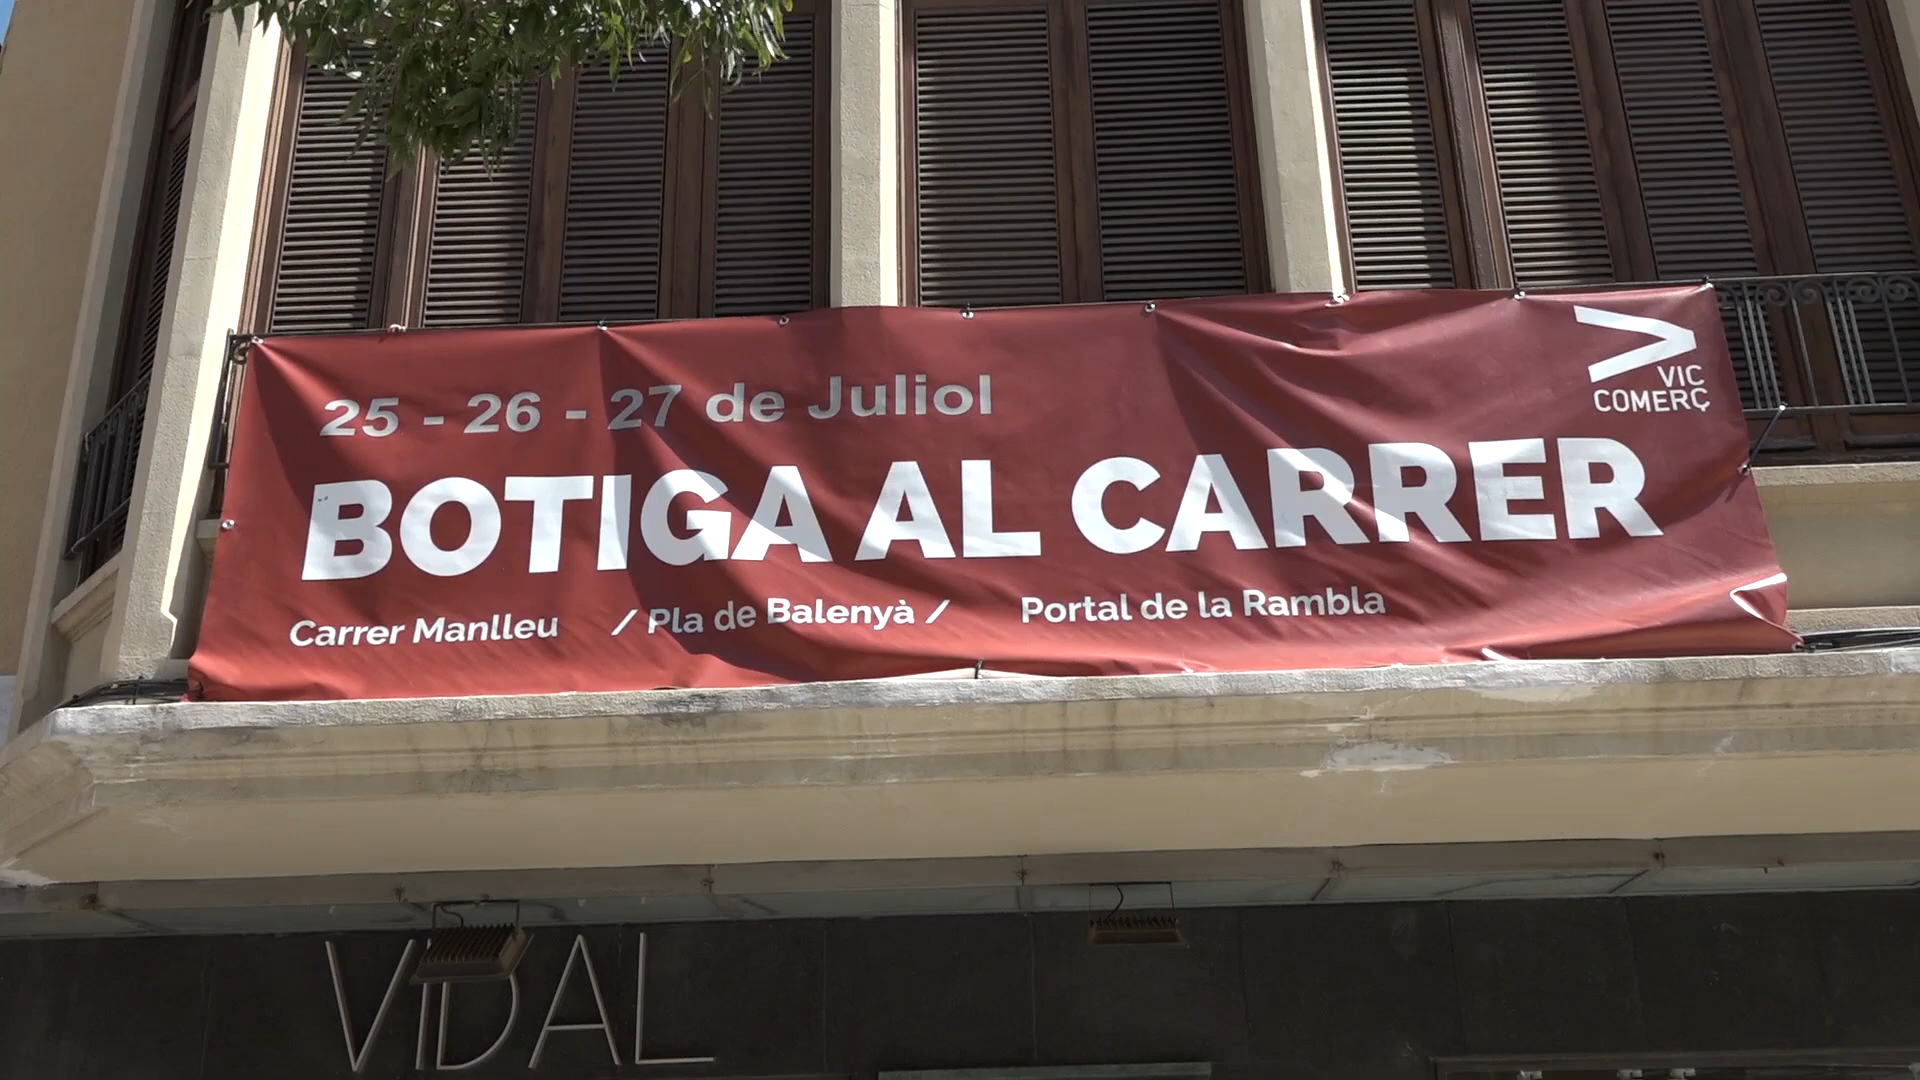 25 - 26 - 27 de Juliol
VIC
COMERÇ
BOTIGA AL CARRER
Carrer Manlleu / Pla de Balenyà / Portal de la Rambla
VIDAL